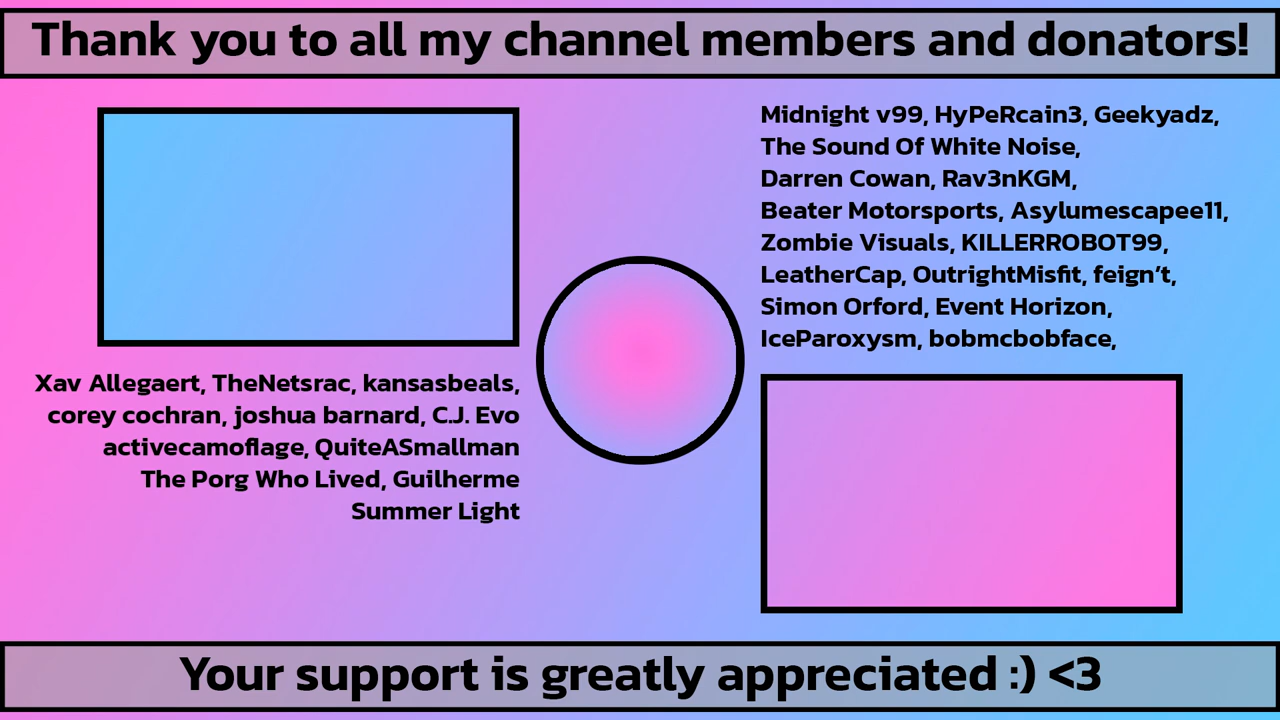 Thank you to all my channel members and donators!
Midnight v99, HyPeRcain3, Geekyadz,
The Sound Of White Noise,
Darren Cowan, Rav3nKGM,
Beater Motorsports, Asylumescapee11,
Zombie Visuals, KILLERROBOT99,
LeatherCap, OutrightMisfit, feign’t,
Simon Orford, Event Horizon,
IceParoxysm, bobmcbobface,
Xav Allegaert, TheNetsrac, kansasbeals,
corey cochran, joshua barnard, C.J. Evo
activecamoflage, QuiteASmallman
The Porg Who Lived, Guilherme
Summer Light
Your support is greatly appreciated :) <3